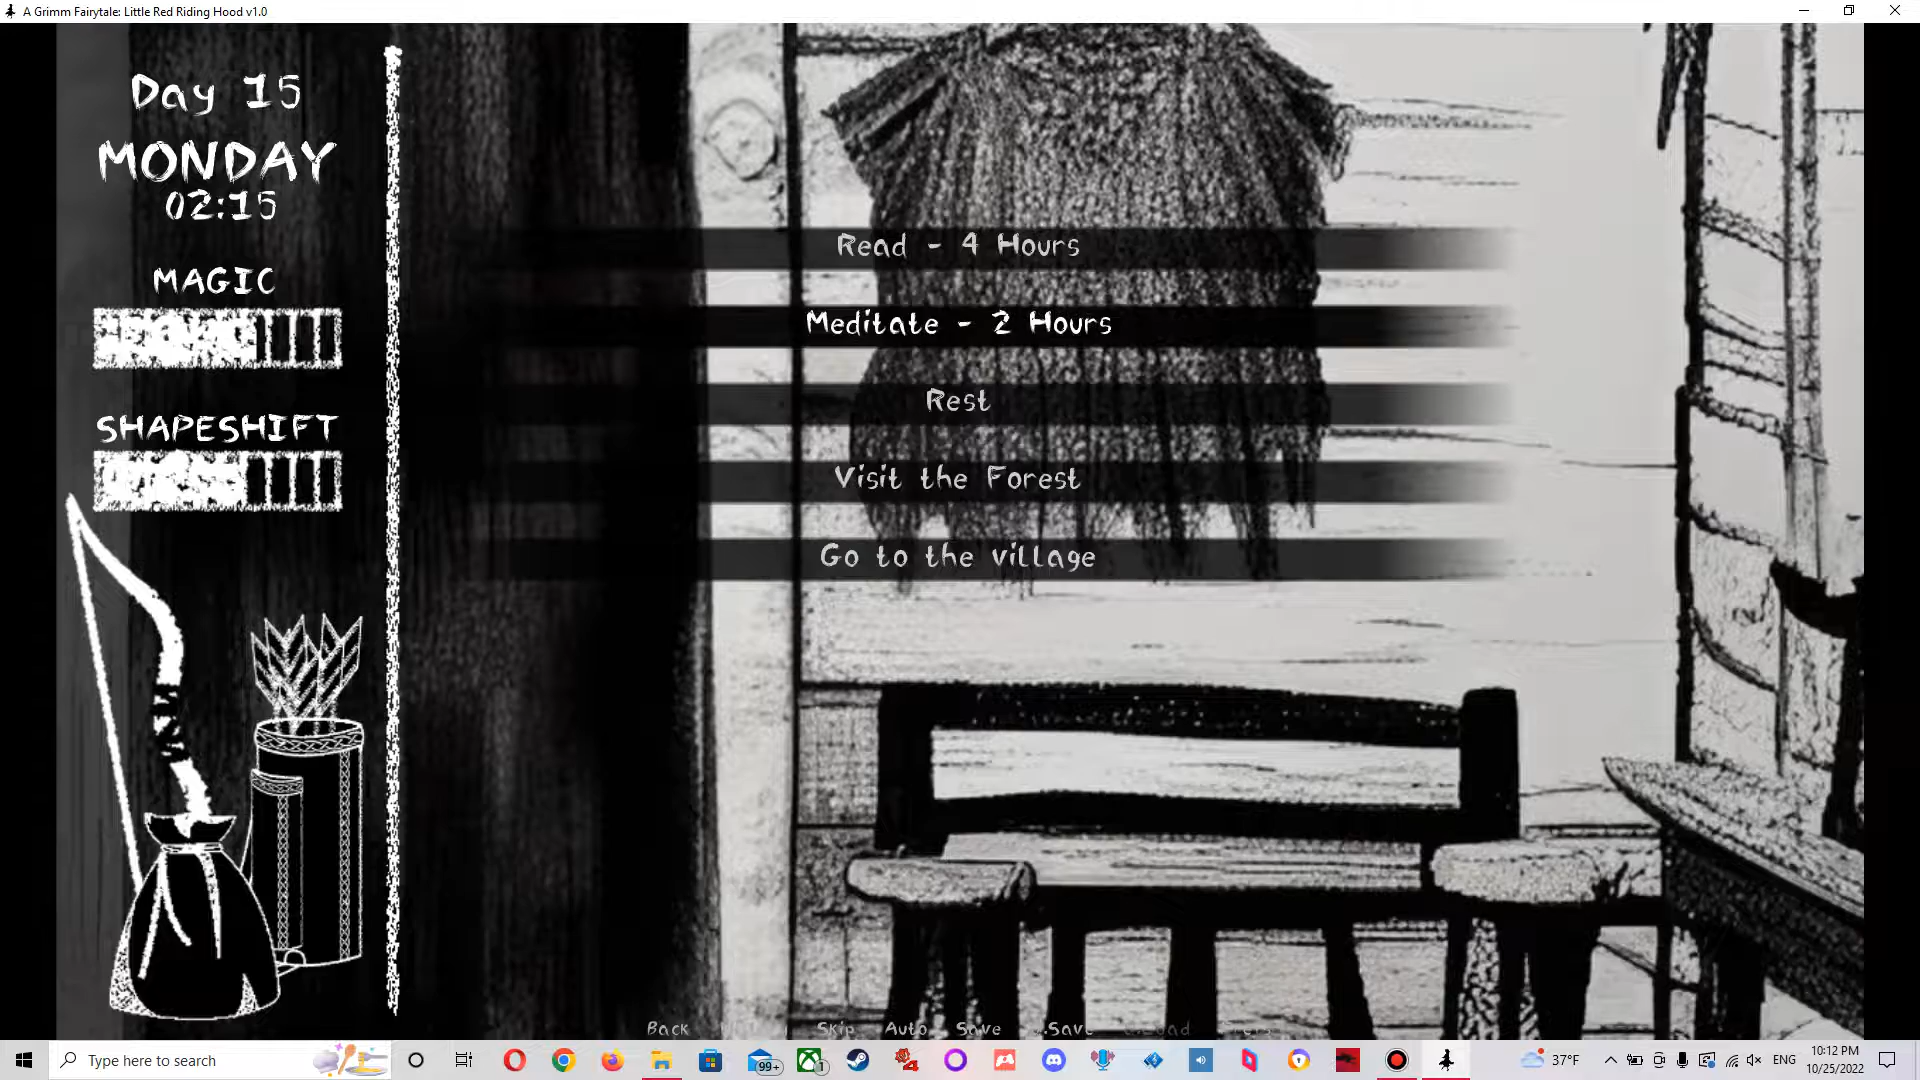 A Grimm Fairytale: Little Red Riding Hood v1.0
Day 15
MONDAY
02:15
MAGIC
SHAPESHIFT
Read - 4 Hours
Meditate - 2 Hours
Rest
Visit the Forest
Go to the village
Back Skip Auto Save Q.Save
Type here to search
99+
1
37°F
ENG
10:12 PM
10/25/2022